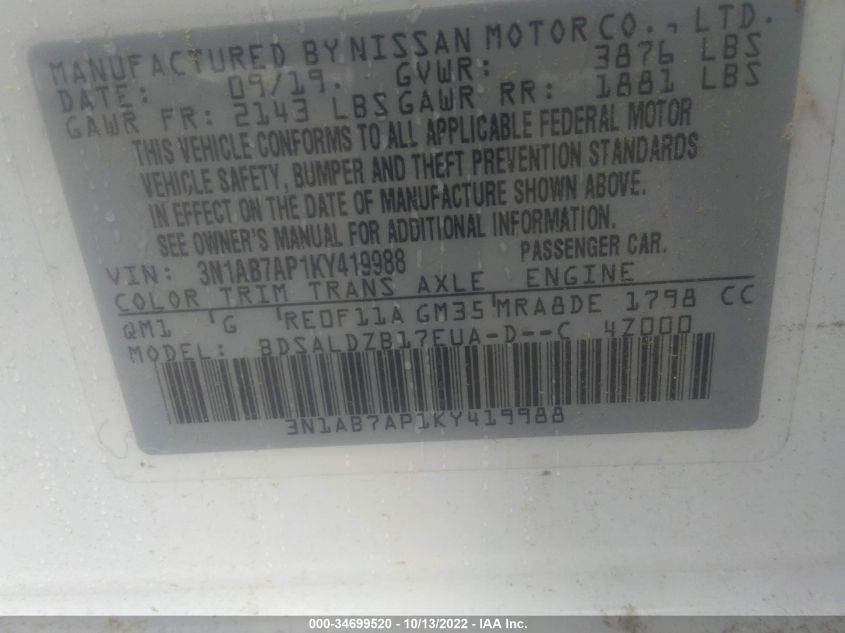 MANUFACTURED BY NISSAN MOTOR CO., LTD.
DATE: 09/19. GVWR: 3876 LBS
GAWR FR: 2143 LBS GAWR RR: 1881 LBS
THIS VEHICLE CONFORMS TO ALL APPLICABLE FEDERAL MOTOR
VEHICLE SAFETY, BUMPER AND THEFT PREVENTION STANDARDS
IN EFFECT ON THE DATE OF MANUFACTURE SHOWN ABOVE.
SEE OWNER'S MANUAL FOR ADDITIONAL INFORMATION.
VIN: 3N1AB7AP1KY419988 PASSENGER CAR.
COLOR TRIM TRANS AXLE ENGINE
QM1 'G 'RE0F11A GM35'MRA8DE 1798 CC
MODEL: BDSALDZB17EUA-D--C 4Z000
3N1AB7AP1KY419988
000-34699520 - 10/13/2022 - IAA Inc.